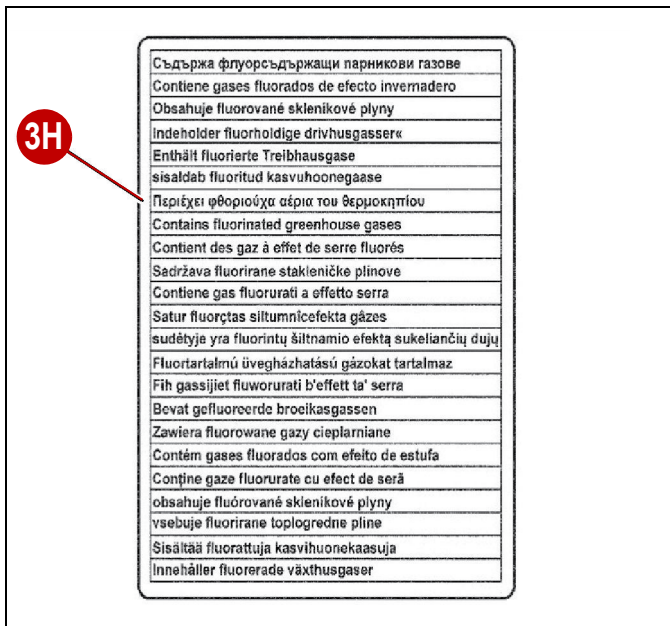 3H
Съдържа флуорсъдържащи парникови газове
Contiene gases fluorados de efecto invernadero
Obsahuje fluorované sklenikové plyny
Indeholder fluorholdige drivhusgasser«
Enthält fluorierte Treibhausgase
sisaldab fluoritud kasvuhoonegaase
Περιέχει φθοριούχα αέρια του θερμοκηπίου
Contains fluorinated greenhouse gases
Contient des gaz à effet de serre fluorés
Sadržava fluorirane stakleničke plinove
Contiene gas fluorurati a effetto serra
Satur fluorçtas siltumnîcefekta gâzes
sudėtyje yra fluorintų šiltnamio efektą sukeliančių dujų
Fluortartalmú üvegházhatású gázokat tartalmaz
Fih gassijiet fluworurati b'effett ta' serra
Bevat gefluoreerde broeikasgassen
Zawiera fluorowane gazy cieplarniane
Contém gases fluorados com efeito de estufa
Conţine gaze fluorurate cu efect de seră
obsahuje fluórované sklenikové plyny
vsebuje fluorirane toplogredne pline
Sisältää fluorattuja kasvihuonekaasuja
Innehåller fluorerade växthusgaser